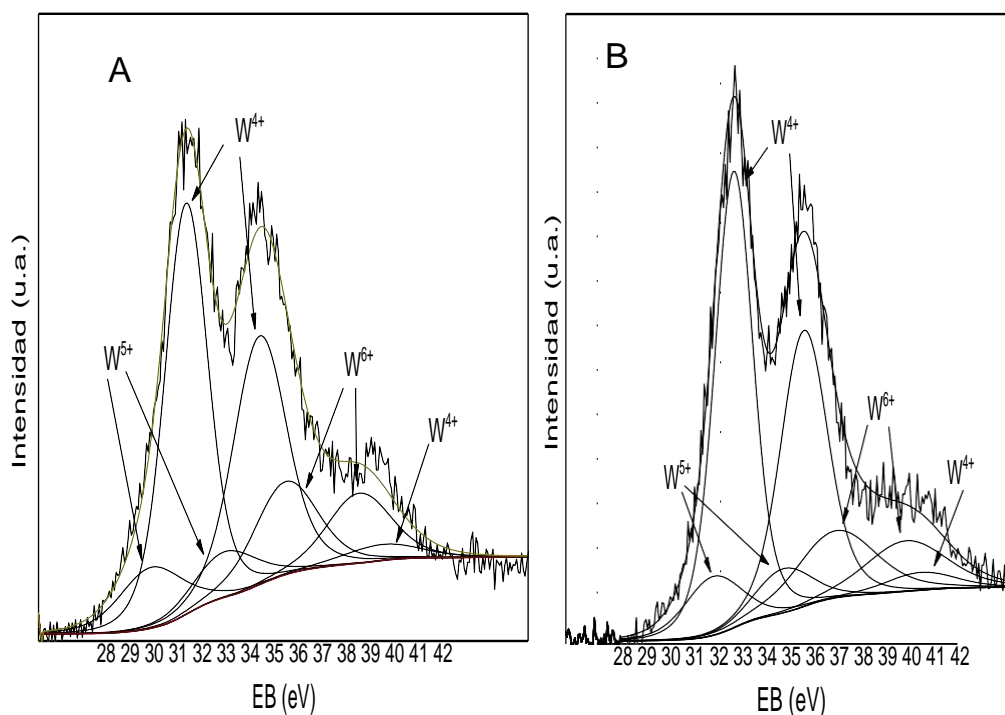 A
W⁴⁺
W⁵⁺
W⁶⁺
W⁴⁺
Intensidad (u.a.)
28 29 30 31 32 33 34 35 36 37 38 39 40 41 42
EB (eV)
B
W⁴⁺
W⁶⁺
W⁵⁺
W⁴⁺
Intensidad (u.a.)
28 29 30 31 32 33 34 35 36 37 38 39 40 41 42
EB (eV)